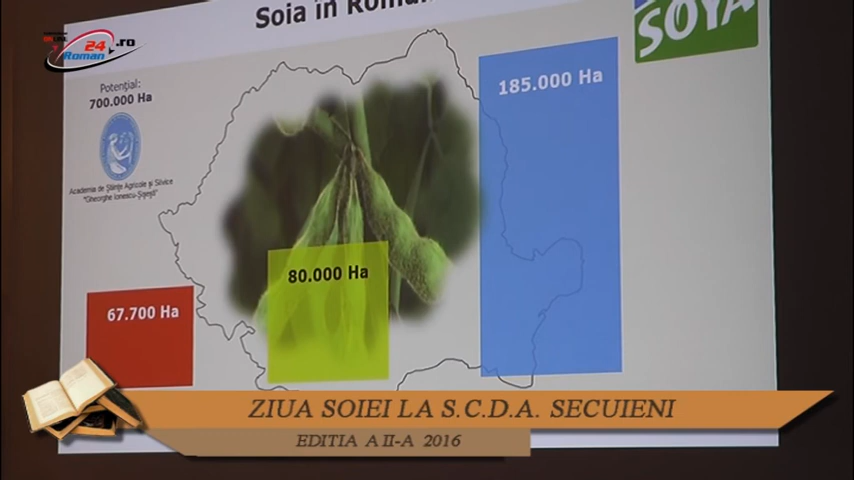 Soia în Român
SOYA
24.ro
Roman
Potențial:
700.000 Ha
185.000 Ha
Academia de Științe Agricole și Silvice
"Gheorghe Ionescu-Șișești"
80.000 Ha
67.700 Ha
ZIUA SOIEI LA S.C.D.A. SECUIENI
EDITIA A II-A 2016